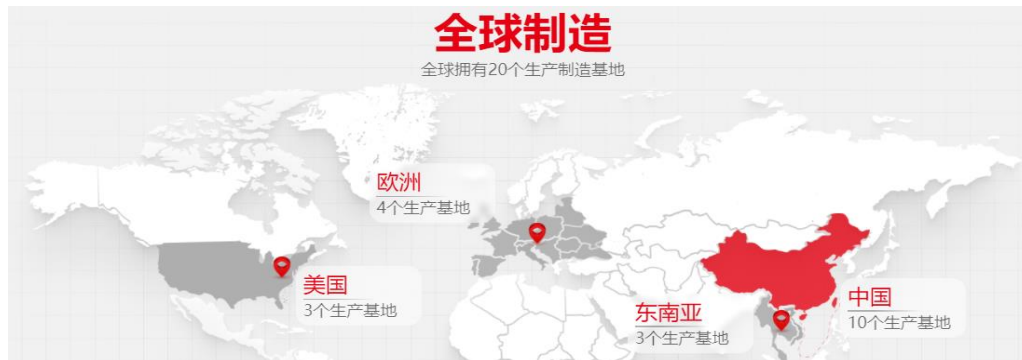 全球制造
全球拥有20个生产制造基地
欧洲
4个生产基地
美国
3个生产基地
东南亚
3个生产基地
中国
10个生产基地